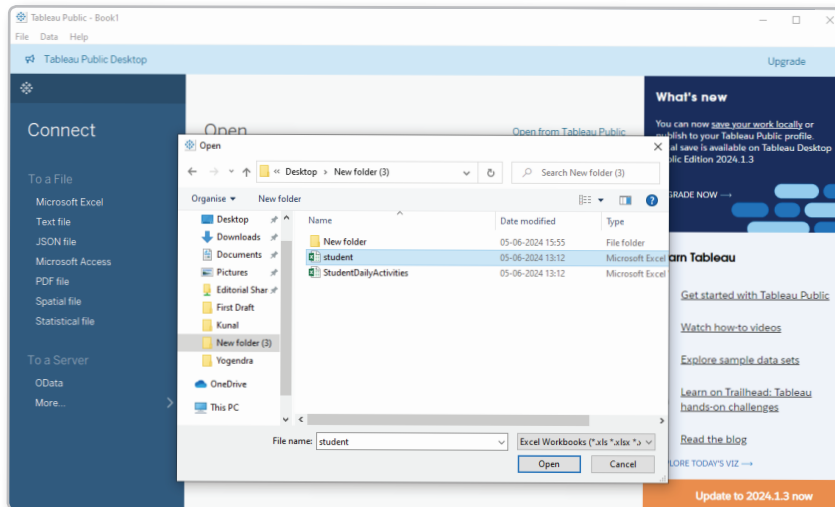 Tableau Public - Book1
File Data Help
Tableau Public Desktop
Upgrade
Connect
To a File
Microsoft Excel
Text file
JSON file
Microsoft Access
PDF file
Spatial file
Statistical file
To a Server
OData
More...
Open
Open from Tableau Public
Open
« Desktop > New folder (3)
Search New folder (3)
Organise
New folder
Desktop
Downloads
Documents
Pictures
Editorial Shar
First Draft
Kunal
New folder (3)
Yogendra
OneDrive
This PC
Name Date modified Type
New folder 05-06-2024 15:55 File folder
student 05-06-2024 13:12 Microsoft Excel
StudentDailyActivities 05-06-2024 13:12 Microsoft Excel
File name: student
Excel Workbooks (*.xls *.xlsx *.x
Open Cancel
What's new
You can now save your work locally or
publish to your Tableau Public profile.
al save is available on Tableau Desktop
blic Edition 2024.1.3
GRADE NOW →
arn Tableau
Get started with Tableau Public
Watch how-to videos
Explore sample data sets
Learn on Trailhead: Tableau
hands-on challenges
Read the blog
LORE TODAY'S VIZ →
Update to 2024.1.3 now